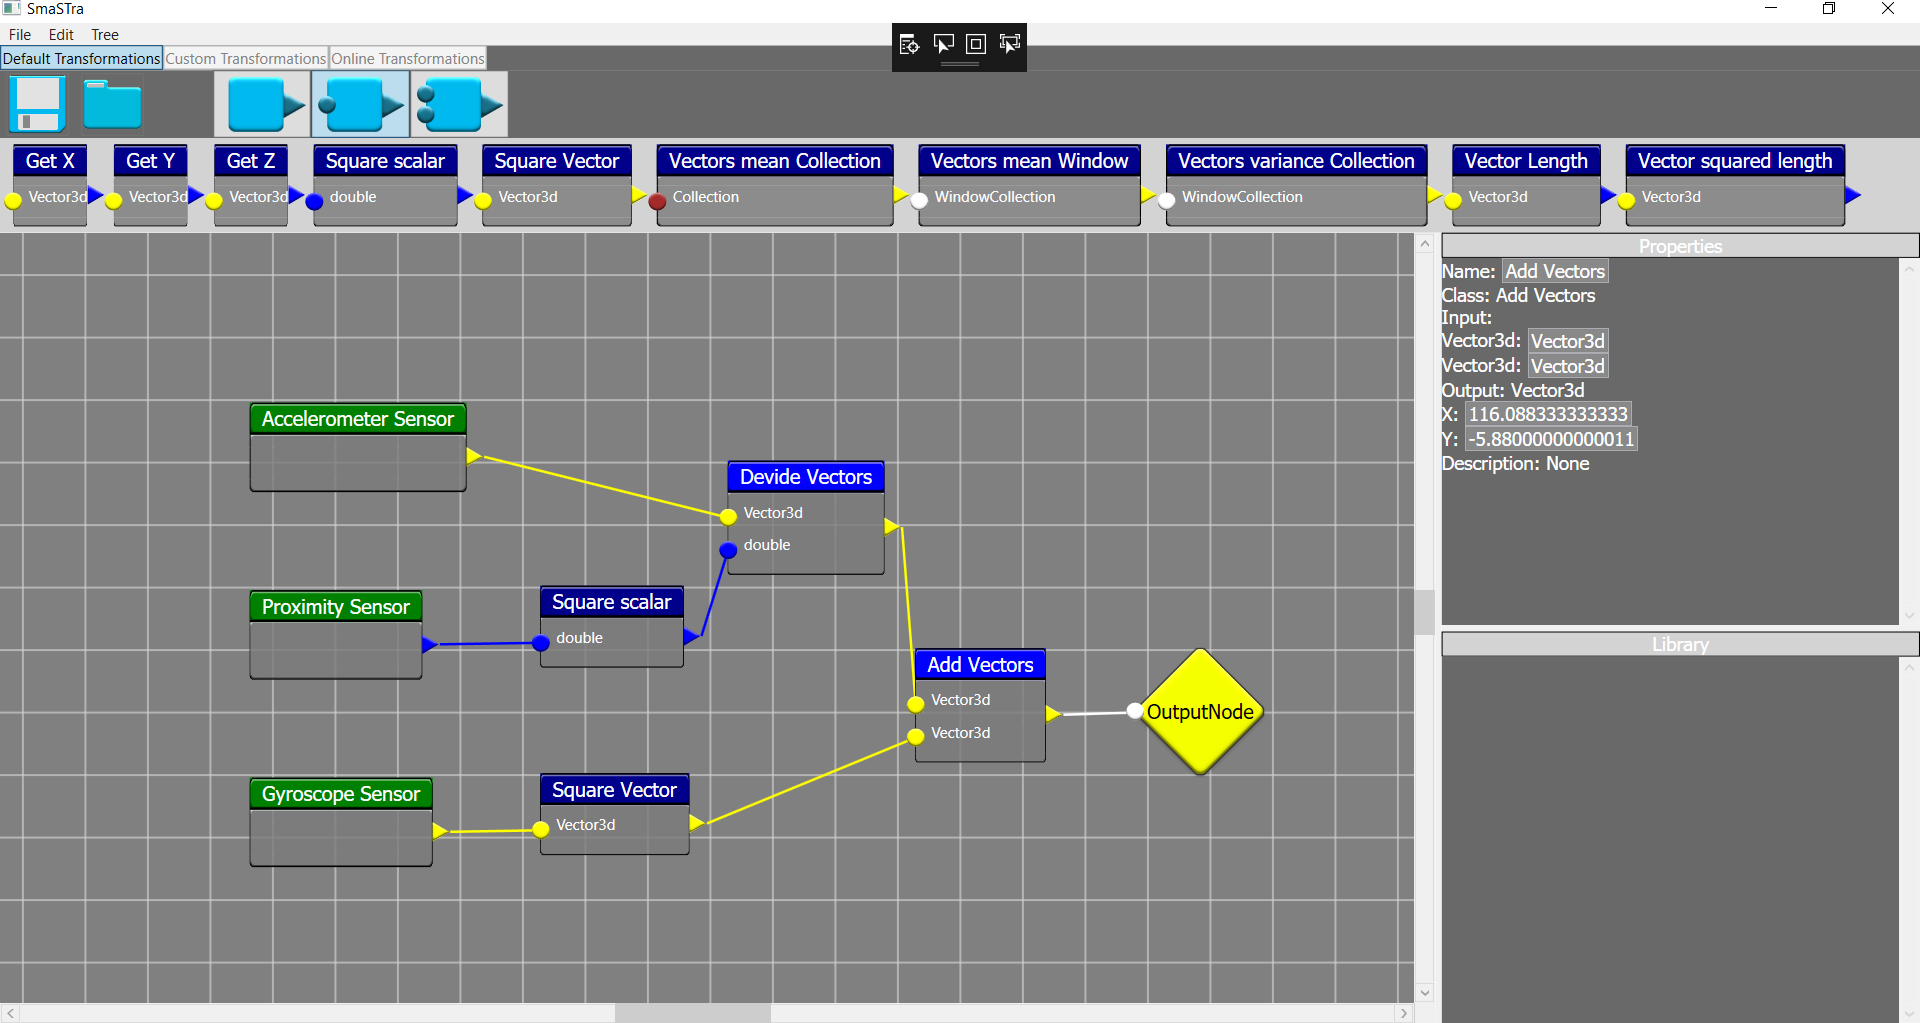 SmaSTra
File Edit Tree
Default Transformations Custom Transformations Online Transformations
Get X Get Y Get Z Square scalar Square Vector Vectors mean Collection Vectors mean Window Vectors variance Collection Vector Length Vector squared length
Vector3d Vector3d Vector3d double Vector3d Collection WindowCollection WindowCollection Vector3d Vector3d
Properties
Name: Add Vectors
Class: Add Vectors
Input:
Vector3d: Vector3d
Vector3d: Vector3d
Output: Vector3d
X: 116.088333333333
Y: -5.88000000000011
Description: None
Library
Accelerometer Sensor
Devide Vectors
Vector3d
double
Proximity Sensor
Square scalar
double
Add Vectors
Vector3d
Vector3d
OutputNode
Gyroscope Sensor
Square Vector
Vector3d